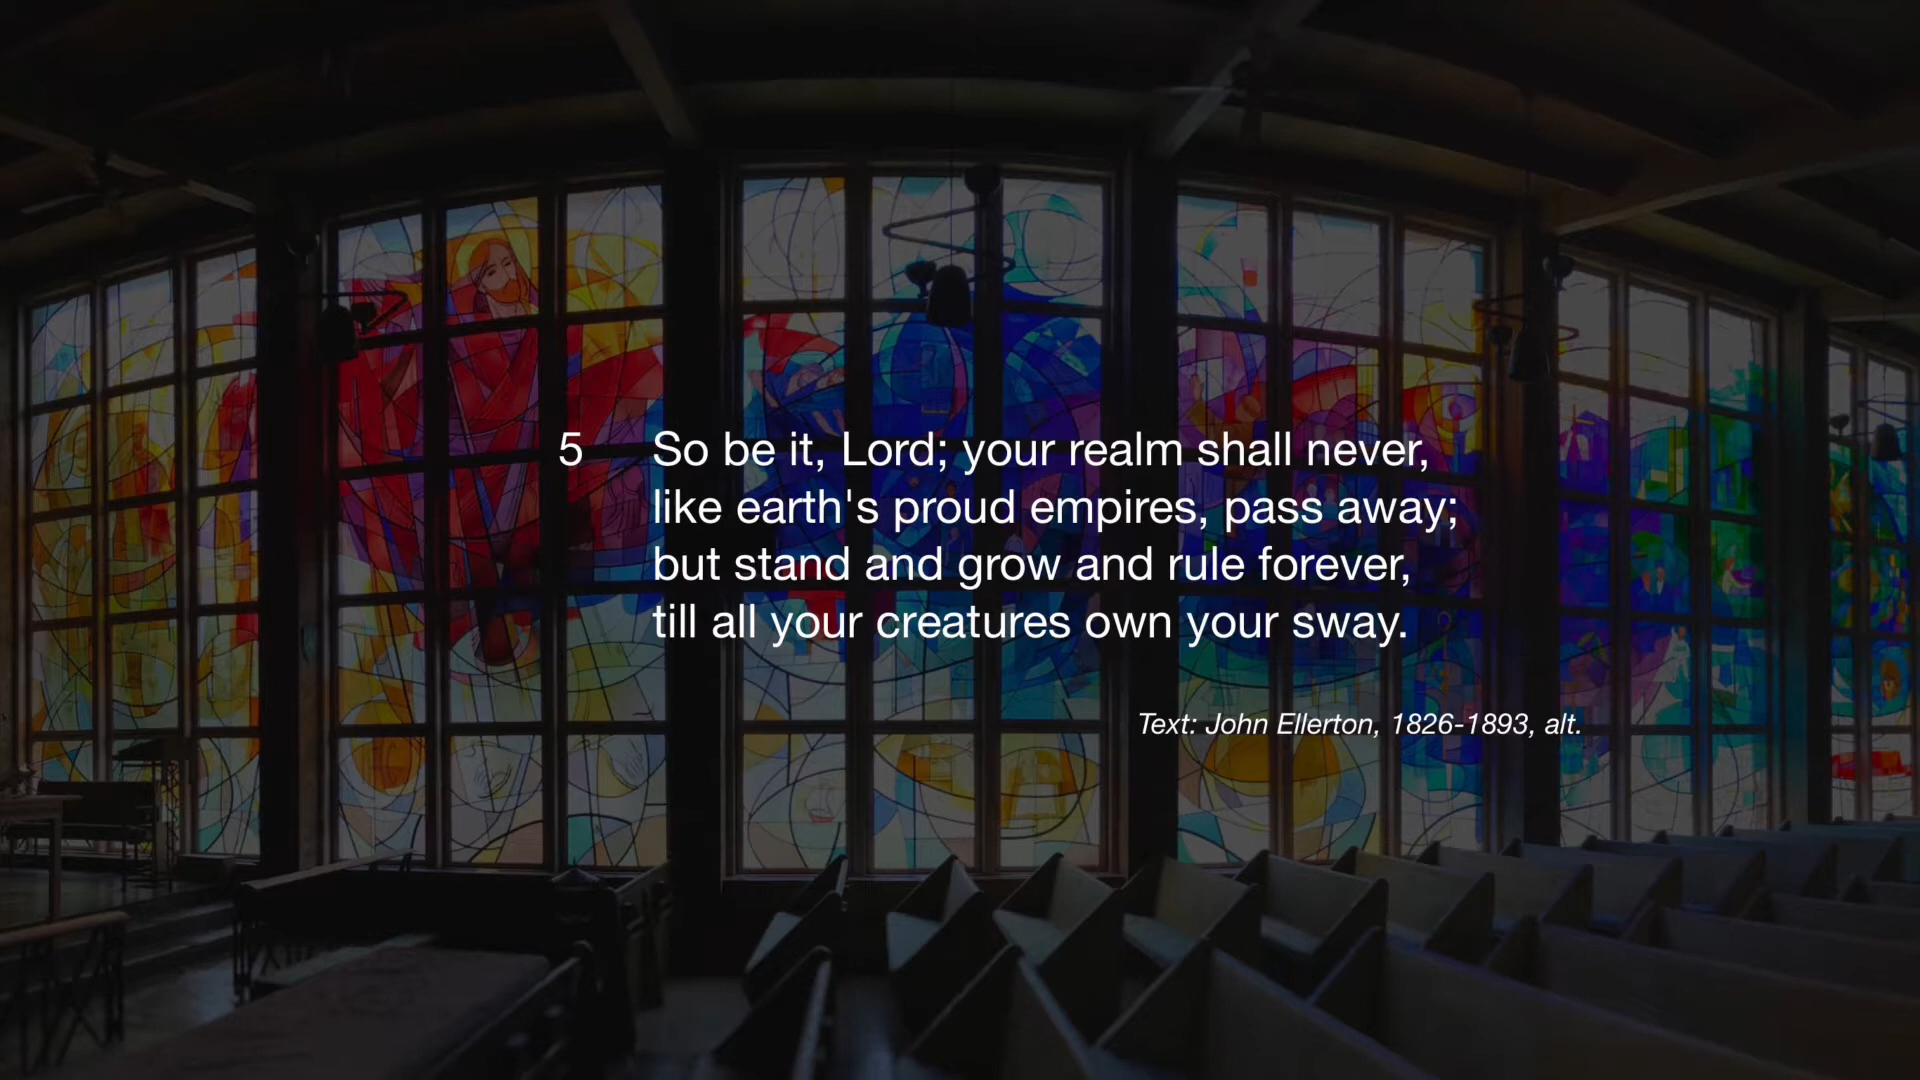 5 So be it, Lord; your realm shall never,
like earth's proud empires, pass away;
but stand and grow and rule forever,
till all your creatures own your sway.
Text: John Ellerton, 1826-1893, alt.